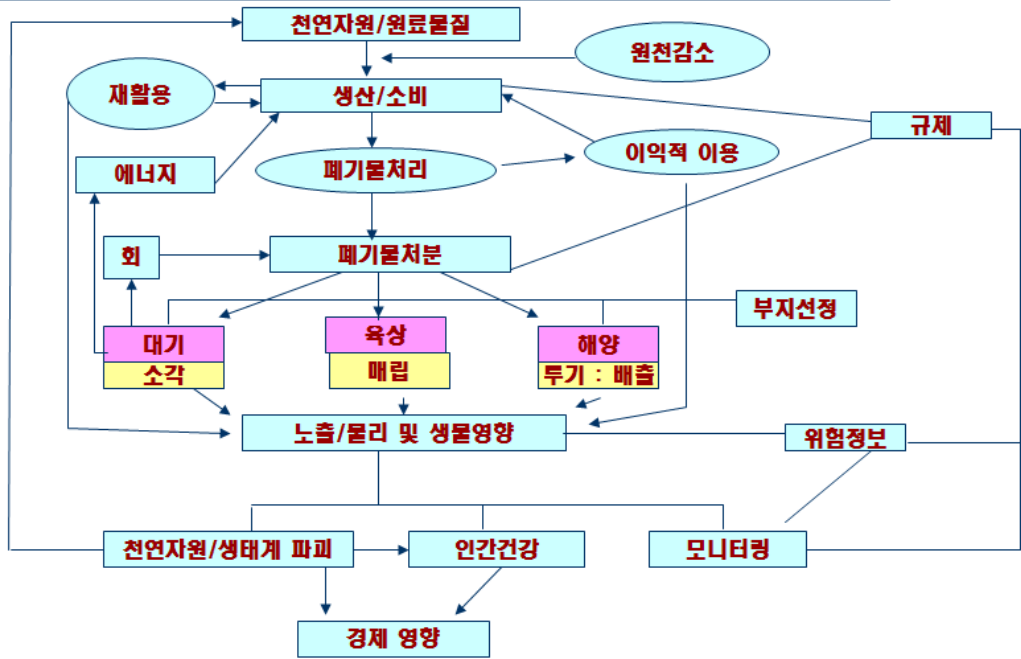 천연자원/원료물질
원천감소
재활용
생산/소비
규제
에너지
폐기물처리
이익적 이용
회
폐기물처분
부지선정
대기
소각
육상
매립
해양
투기 : 배출
노출/물리 및 생물영향
위험정보
천연자원/생태계 파괴
인간건강
모니터링
경제 영향